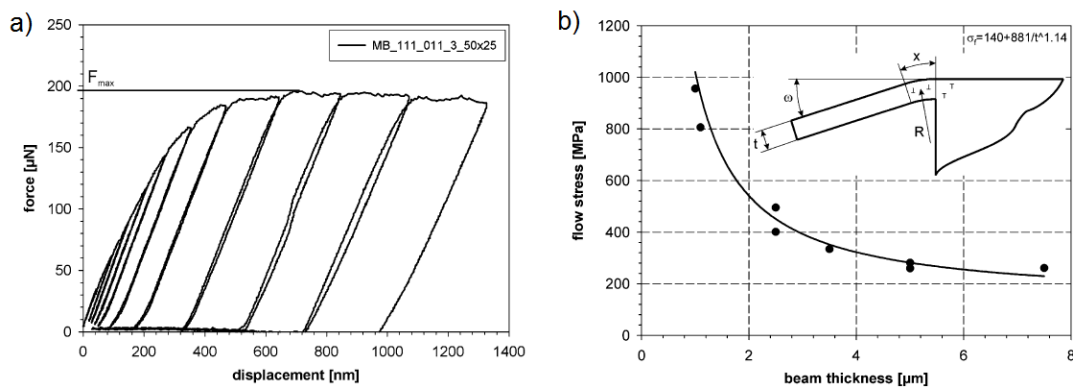 a)
250
200
150
100
50
0
force [µN]
F_max
MB_111_011_3_50x25
0 200 400 600 800 1000 1200 1400
displacement [nm]
b)
σ_f=140+881/t^1.14
1200
1000
800
600
400
200
0
flow stress [MPa]
x
ω
t
R
0 2 4 6 8
beam thickness [µm]